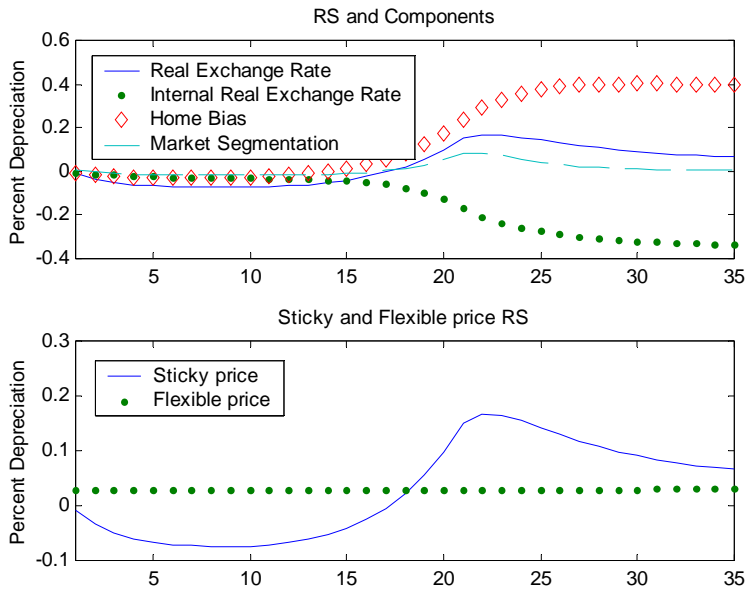 RS and Components
Percent Depreciation
0.6
0.4
0.2
0
-0.2
-0.4
Real Exchange Rate
Internal Real Exchange Rate
Home Bias
Market Segmentation
5 10 15 20 25 30 35
Sticky and Flexible price RS
Percent Depreciation
0.3
0.2
0.1
0
-0.1
Sticky price
Flexible price
5 10 15 20 25 30 35